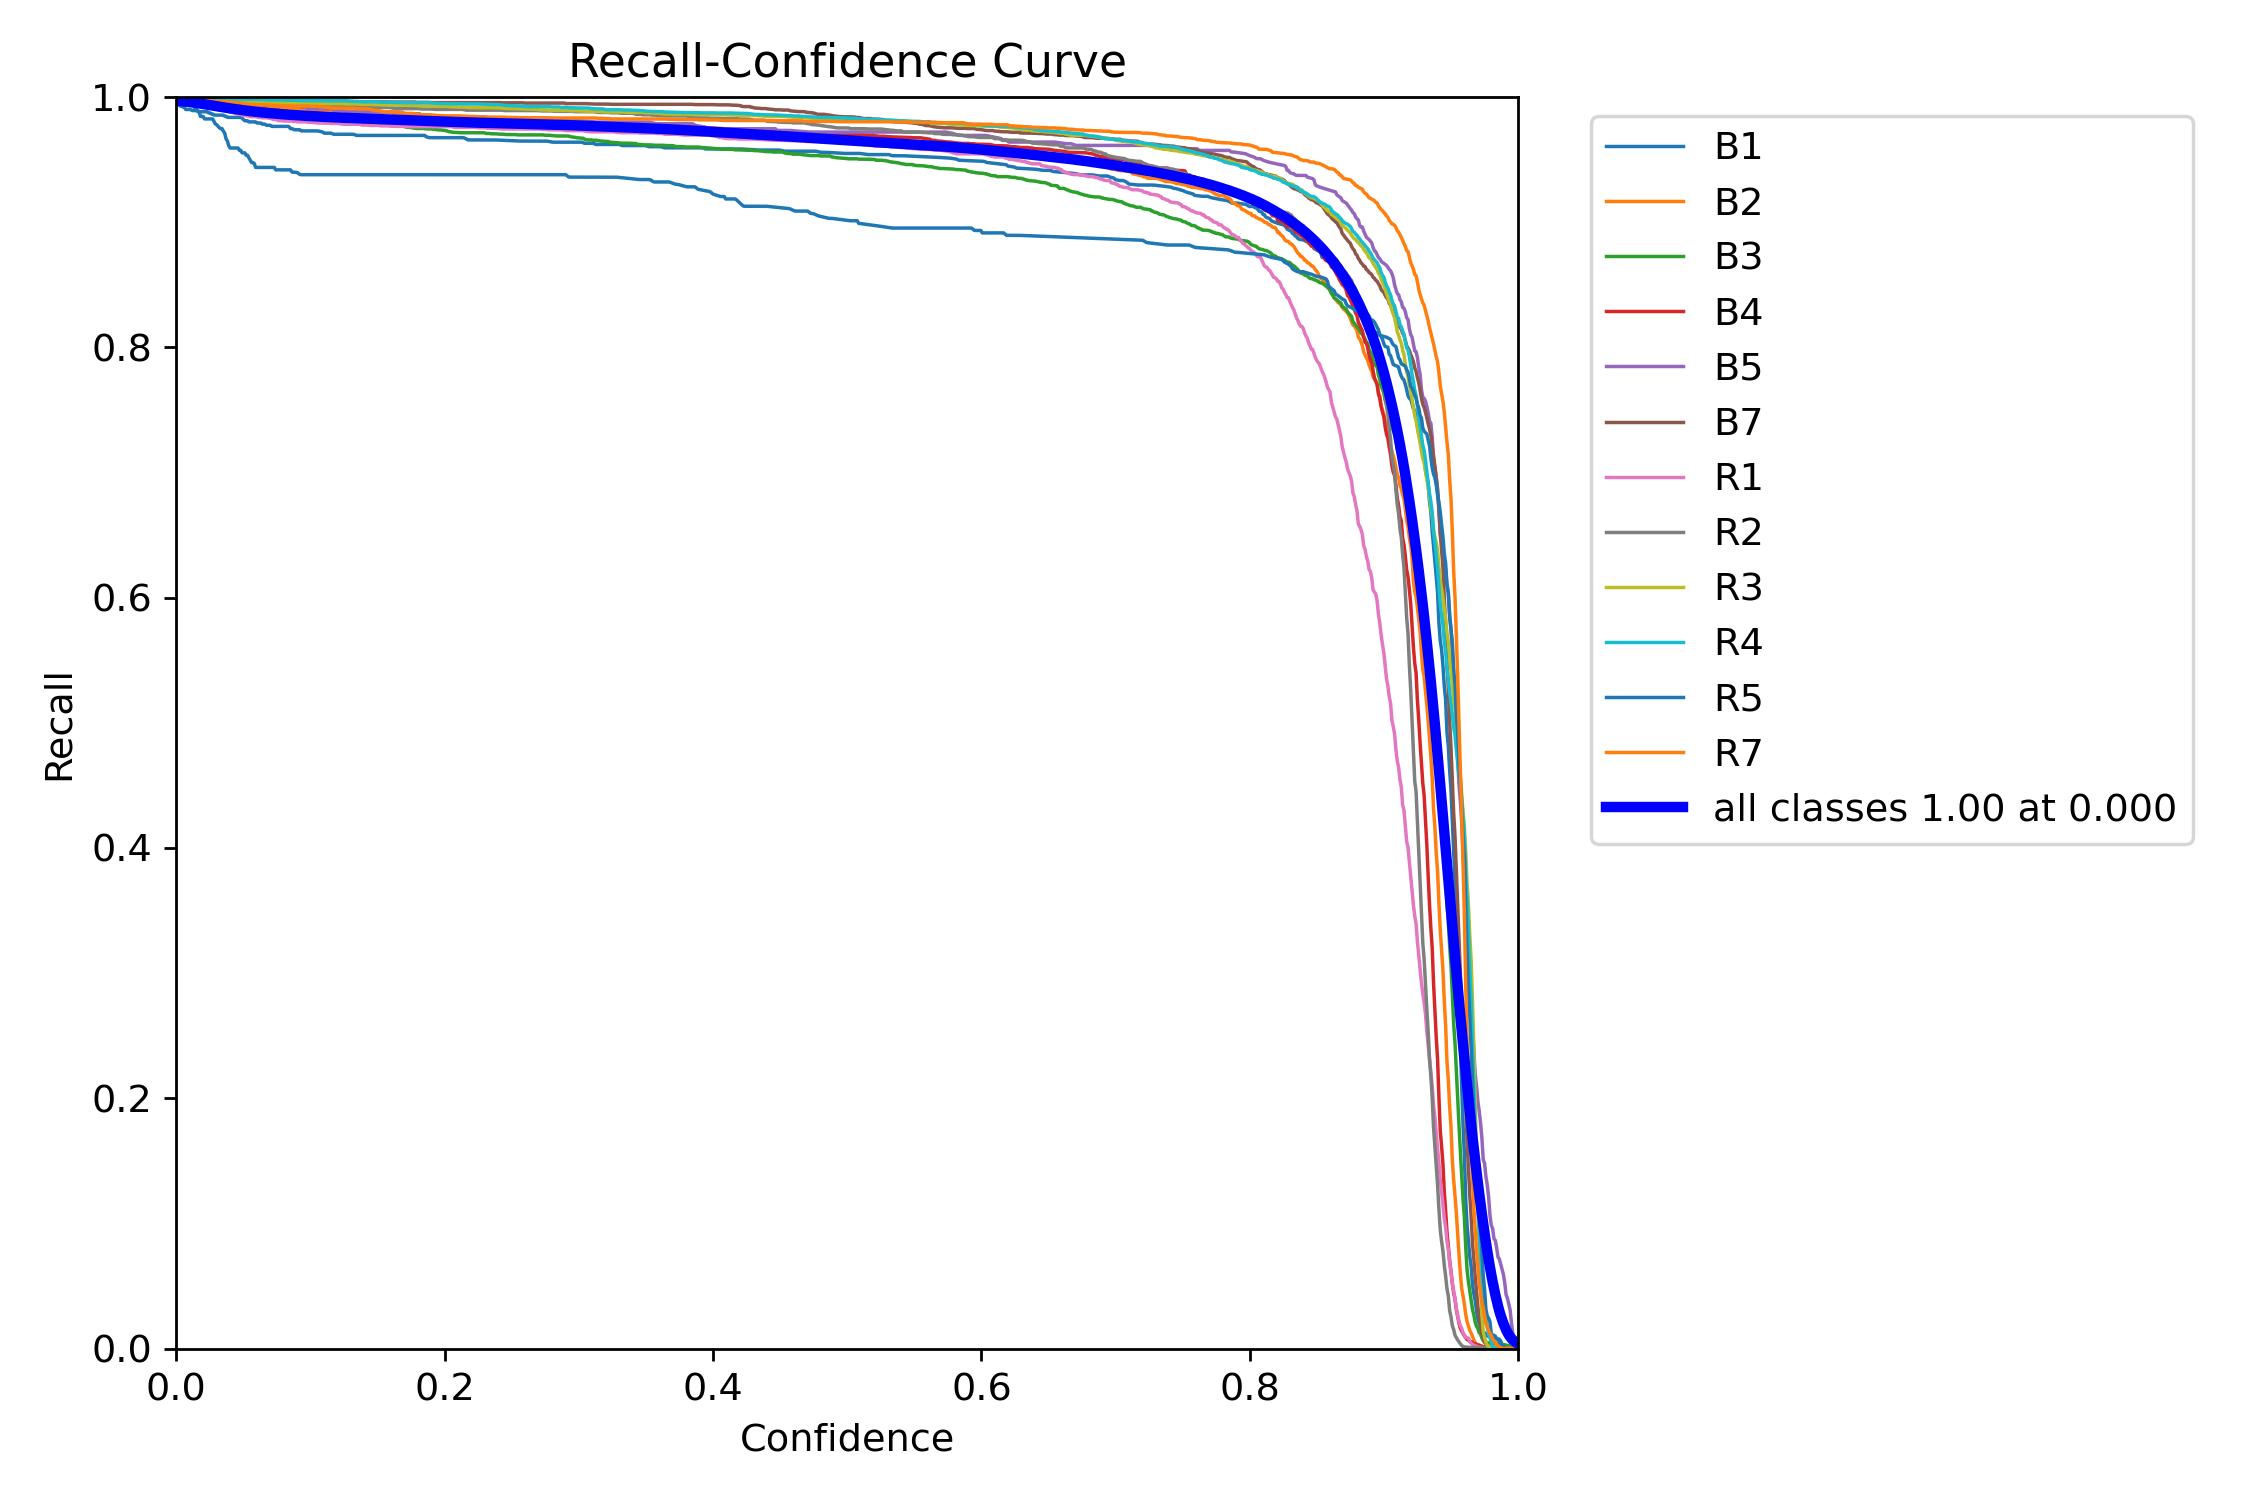 Recall-Confidence Curve
1.0
0.8
0.6
0.4
0.2
0.0
Recall
0.0 0.2 0.4 0.6 0.8 1.0
Confidence
B1
B2
B3
B4
B5
B7
R1
R2
R3
R4
R5
R7
all classes 1.00 at 0.000